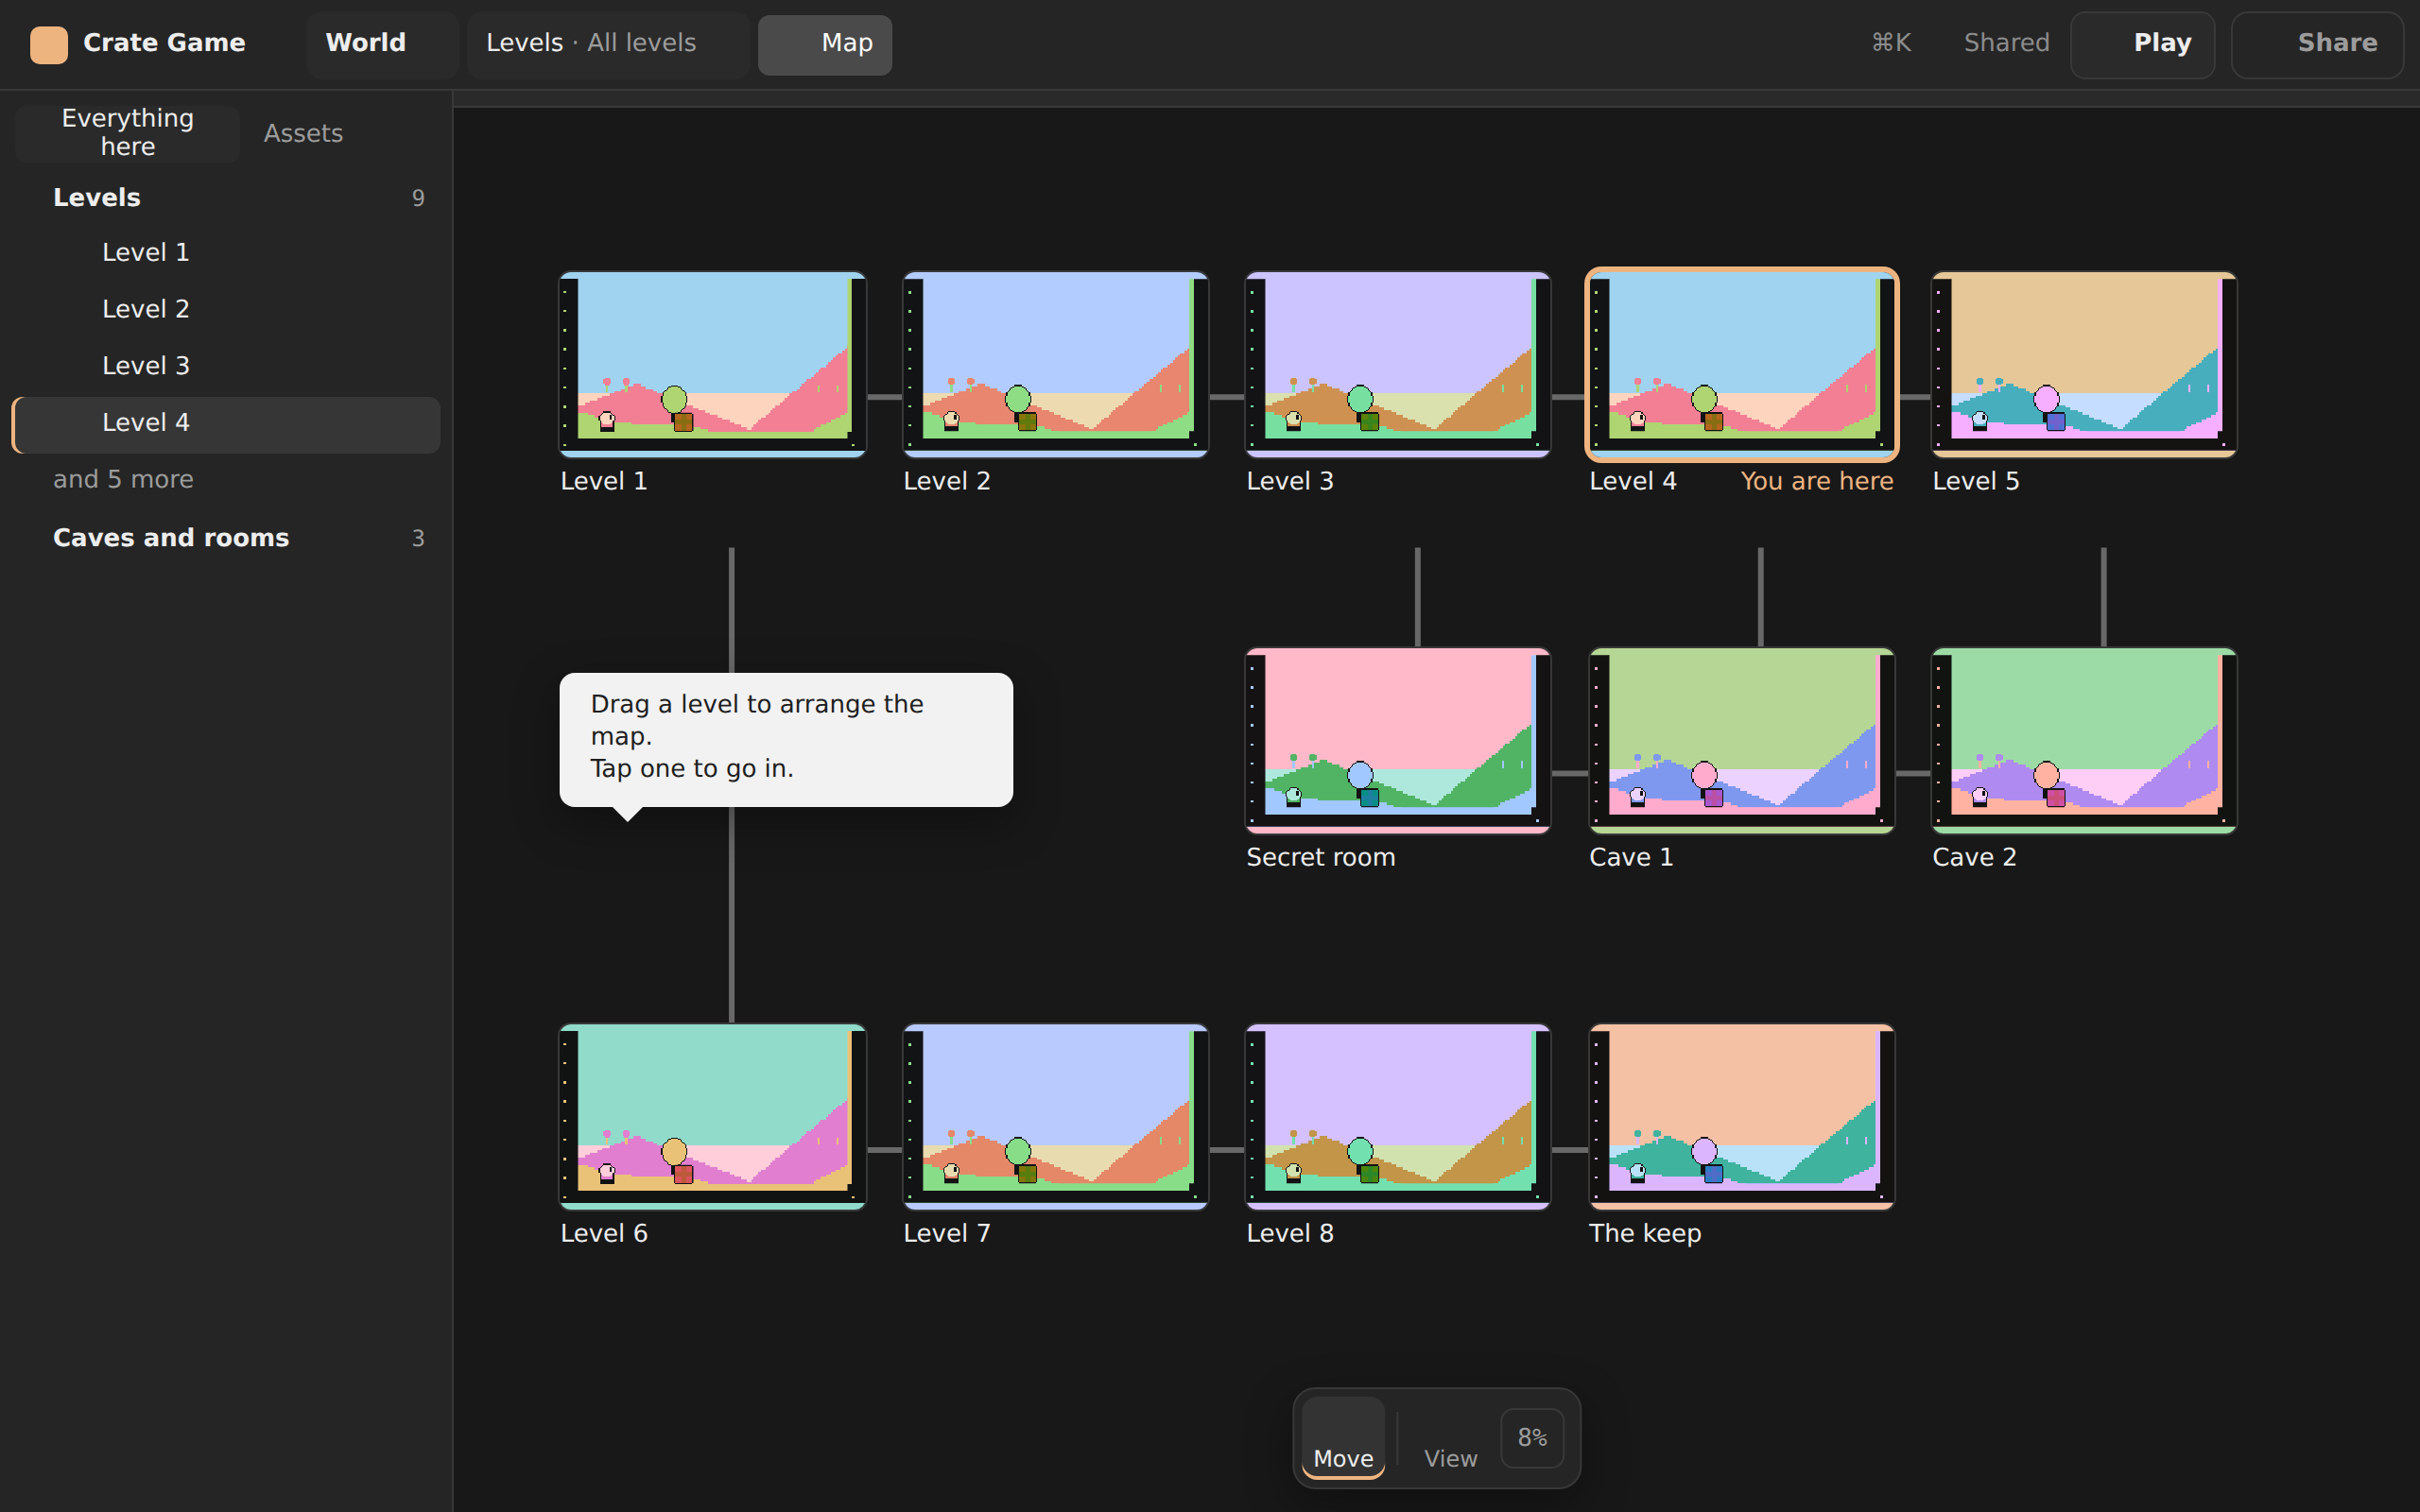 Crate Game
World
Levels · All levels
Map
⌘K
Shared
Play
Share
Everything
here
Assets
Levels 9
Level 1
Level 2
Level 3
Level 4
and 5 more
Caves and rooms 3
Level 1
Level 2
Level 3
Level 4
You are here
Level 5
Drag a level to arrange the
map.
Tap one to go in.
Secret room
Cave 1
Cave 2
Level 6
Level 7
Level 8
The keep
Move
View
8%